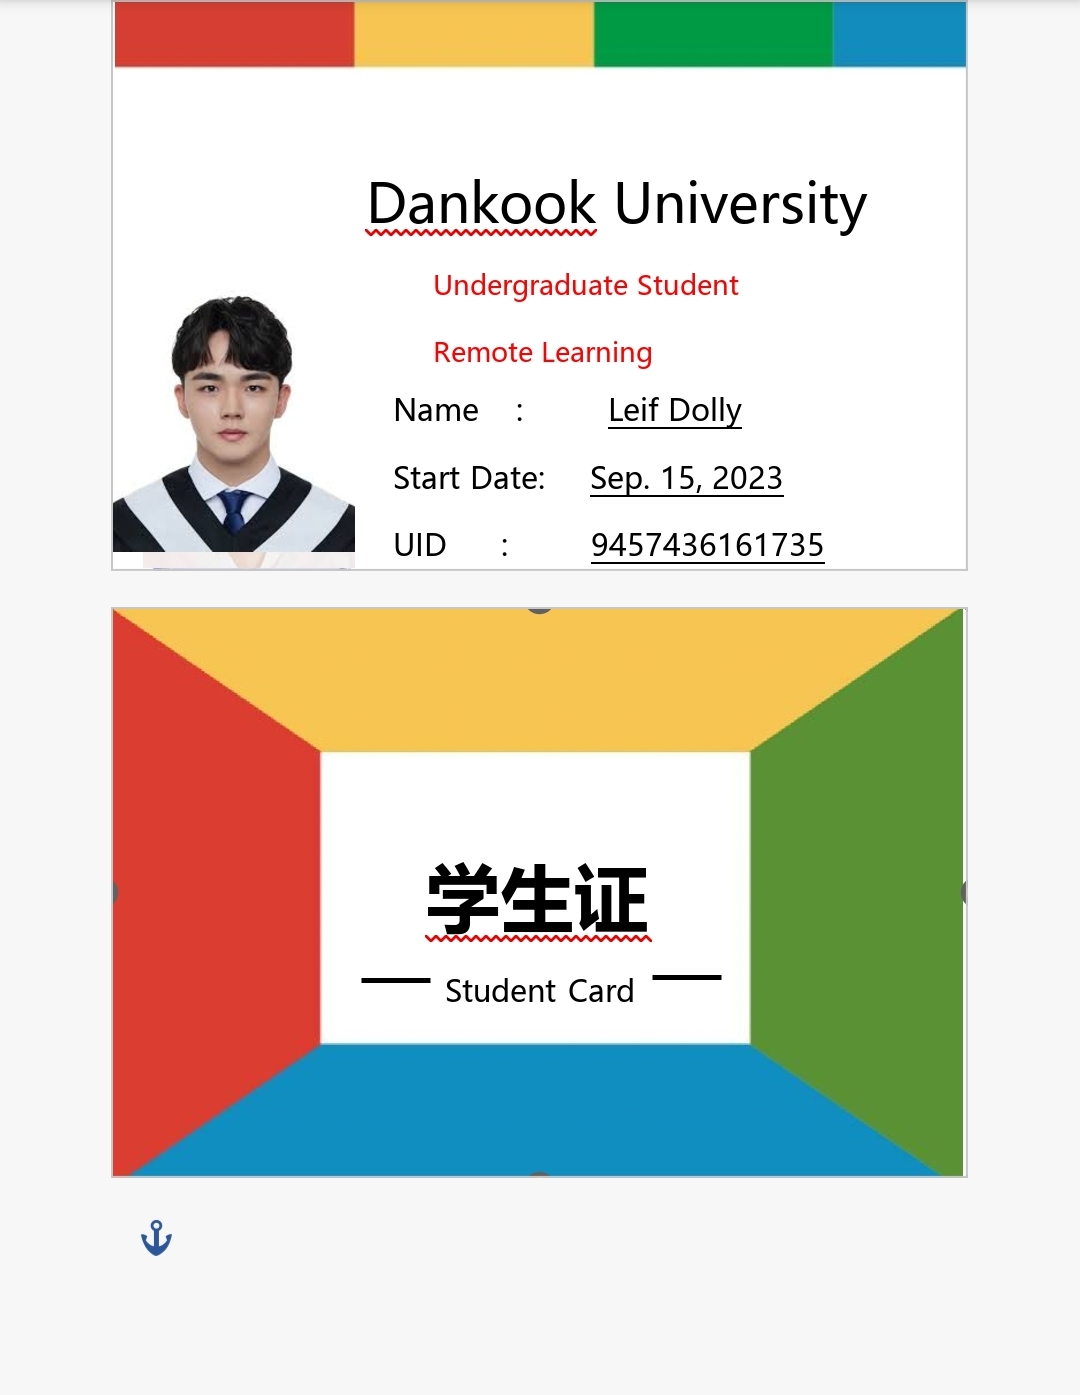 Dankook University
Undergraduate Student
Remote Learning
Name : Leif Dolly
Start Date: Sep. 15, 2023
UID : 9457436161735
学生证
Student Card